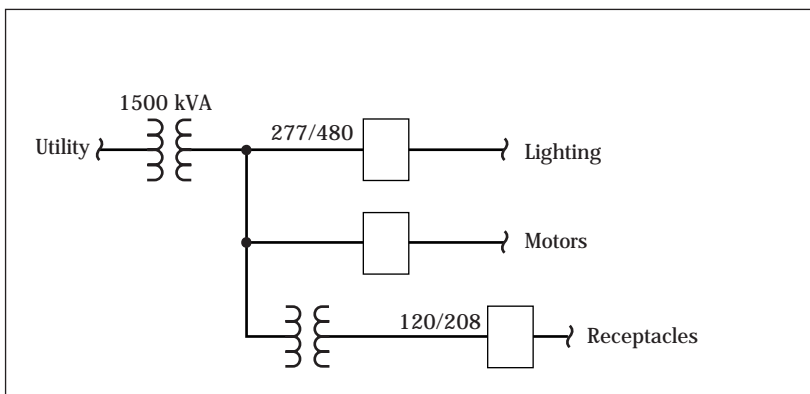 1500 kVA
Utility
277/480
Lighting
Motors
120/208
Receptacles